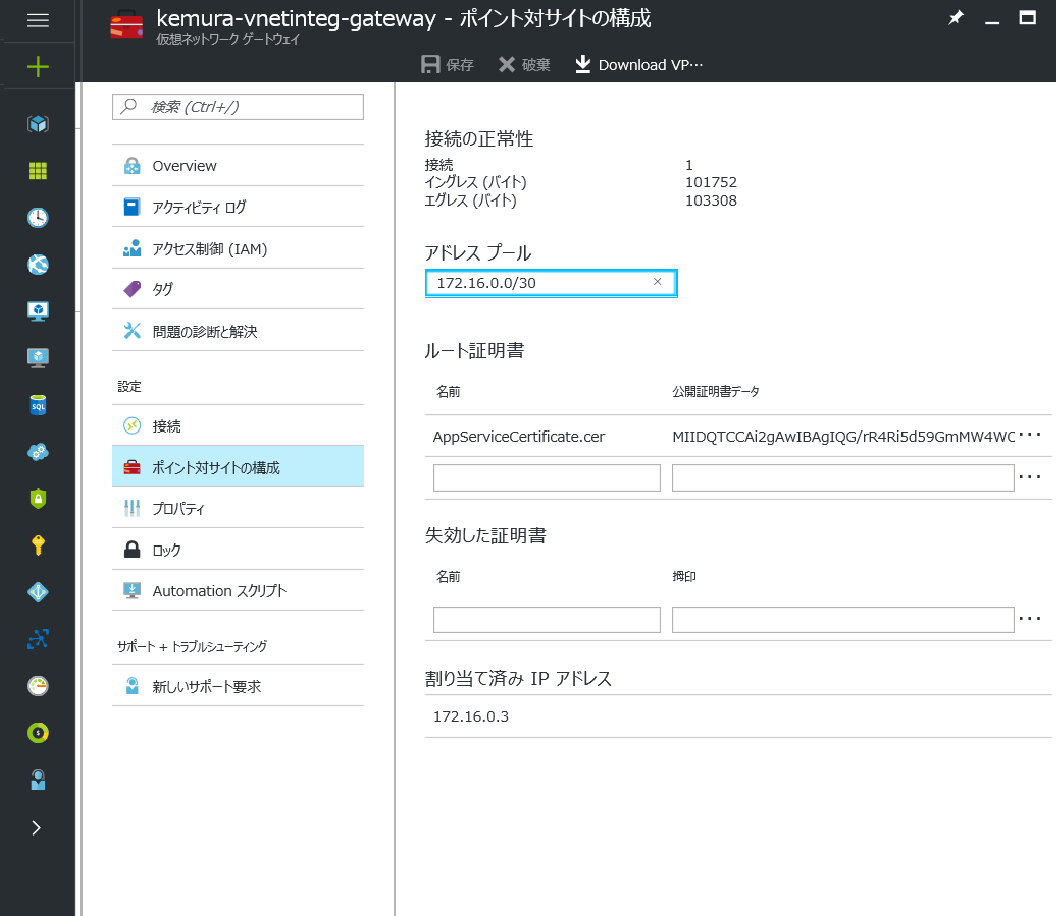 kemura-vnetinteg-gateway - ポイント対サイトの構成
仮想ネットワーク ゲートウェイ
保存
破棄
Download VP···
検索 (Ctrl+/)
Overview
アクティビティ ログ
アクセス制御 (IAM)
タグ
問題の診断と解決
設定
接続
ポイント対サイトの構成
プロパティ
ロック
Automation スクリプト
サポート + トラブルシューティング
新しいサポート要求
接続の正常性
接続 1
イングレス (バイト) 101752
エグレス (バイト) 103308
アドレス プール
172.16.0.0/30
ルート証明書
名前 公開証明書データ
AppServiceCertificate.cer MIIDQTCCAi2gAwIBAgIQG/rR4Ri5d59GmMW4WC ···
···
失効した証明書
名前 拇印
···
割り当て済み IP アドレス
172.16.0.3
SQL